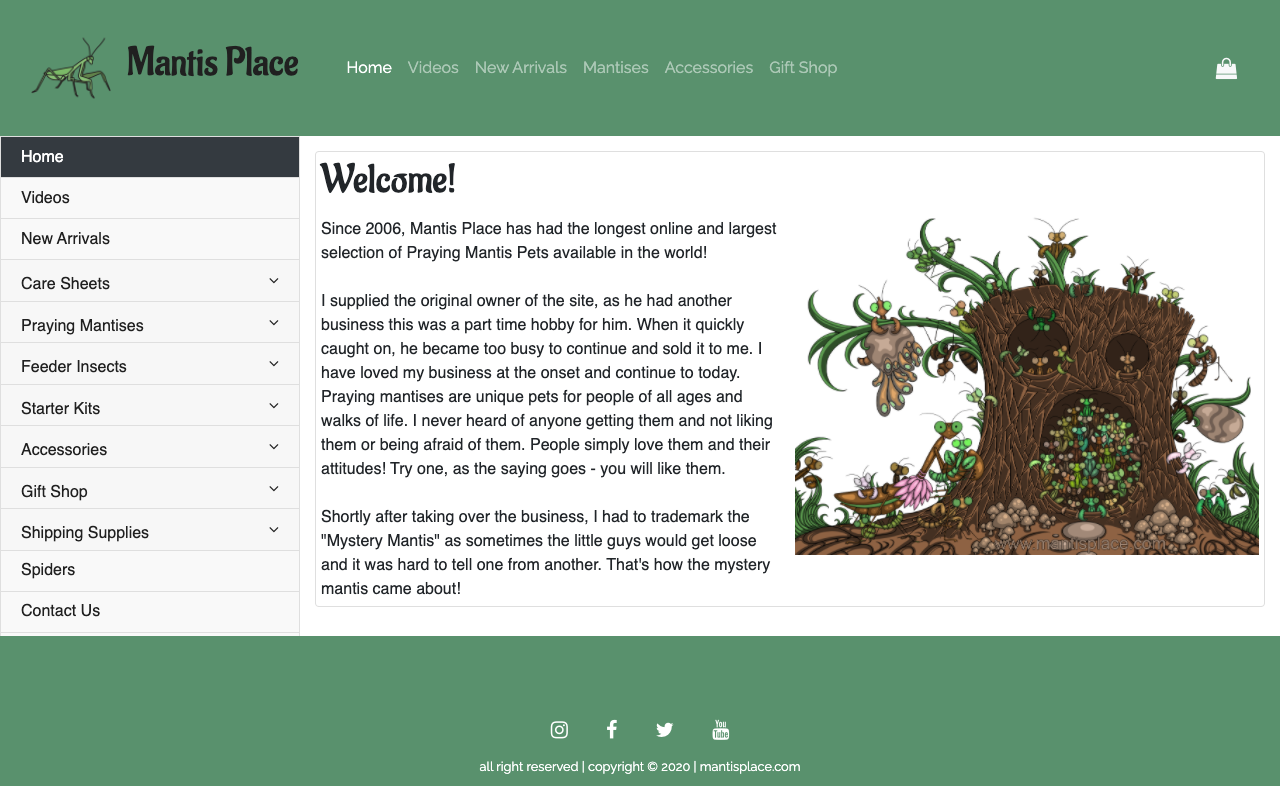 Mantis Place
Home Videos New Arrivals Mantises Accessories Gift Shop
Home
Videos
New Arrivals
Care Sheets
Praying Mantises
Feeder Insects
Starter Kits
Accessories
Gift Shop
Shipping Supplies
Spiders
Contact Us
Welcome!
Since 2006, Mantis Place has had the longest online and largest
selection of Praying Mantis Pets available in the world!
I supplied the original owner of the site, as he had another
business this was a part time hobby for him. When it quickly
caught on, he became too busy to continue and sold it to me. I
have loved my business at the onset and continue to today.
Praying mantises are unique pets for people of all ages and
walks of life. I never heard of anyone getting them and not liking
them or being afraid of them. People simply love them and their
attitudes! Try one, as the saying goes - you will like them.
Shortly after taking over the business, I had to trademark the
"Mystery Mantis" as sometimes the little guys would get loose
and it was hard to tell one from another. That's how the mystery
mantis came about!
www.mantisplace.com
You
Tube
all right reserved | copyright © 2020 | mantisplace.com